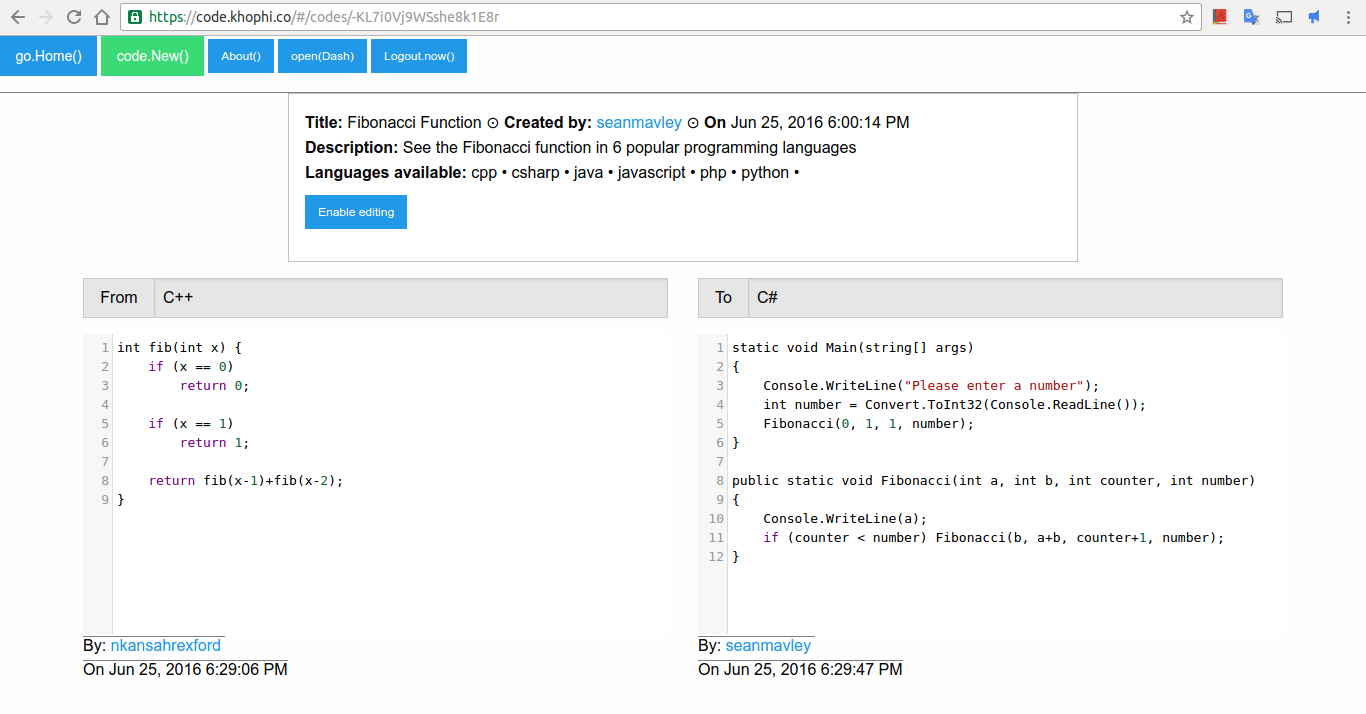 https://code.khophi.co/#/codes/-KL7i0Vj9WSshe8k1E8r
go.Home() code.New() About() open(Dash) Logout.now()
Title: Fibonacci Function ⊙ Created by: seanmavley ⊙ On Jun 25, 2016 6:00:14 PM
Description: See the Fibonacci function in 6 popular programming languages
Languages available: cpp • csharp • java • javascript • php • python •
Enable editing
From C++
1 int fib(int x) {
2     if (x == 0)
3         return 0;
4
5     if (x == 1)
6         return 1;
7
8     return fib(x-1)+fib(x-2);
9 }
By: nkansahrexford
On Jun 25, 2016 6:29:06 PM
To C#
1 static void Main(string[] args)
2 {
3     Console.WriteLine("Please enter a number");
4     int number = Convert.ToInt32(Console.ReadLine());
5     Fibonacci(0, 1, 1, number);
6 }
7
8 public static void Fibonacci(int a, int b, int counter, int number)
9 {
10     Console.WriteLine(a);
11     if (counter < number) Fibonacci(b, a+b, counter+1, number);
12 }
By: seanmavley
On Jun 25, 2016 6:29:47 PM